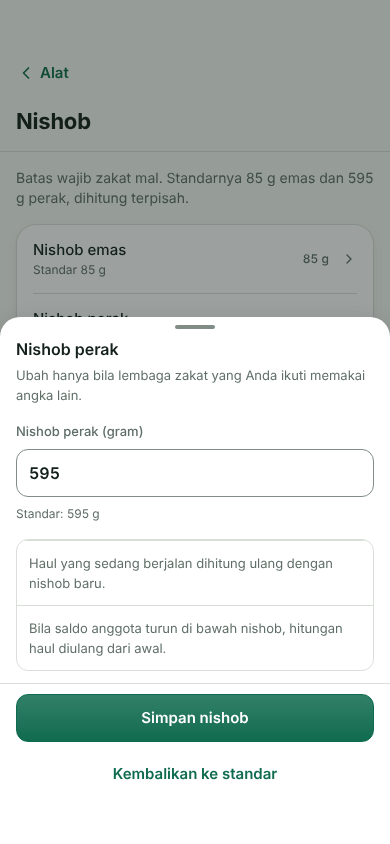 Alat
Nishob
Batas wajib zakat mal. Standarnya 85 g emas dan 595
g perak, dihitung terpisah.
Nishob emas
85 g
Standar 85 g
Nishob perak
Nishob perak
Ubah hanya bila lembaga zakat yang Anda ikuti memakai
angka lain.
Nishob perak (gram)
595
Standar: 595 g
Haul yang sedang berjalan dihitung ulang dengan
nishob baru.
Bila saldo anggota turun di bawah nishob, hitungan
haul diulang dari awal.
Simpan nishob
Kembalikan ke standar